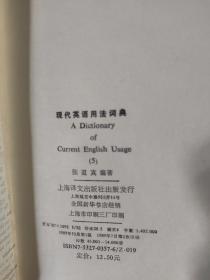 现代英语用法词典
A Dictionary
of
Current English Usage
(5)
张道真 编著
上海译文出版社出版发行
全国新华书店经销
上海市印刷三厂印刷
ISBN7-5327-0357-6/Z·019
定价：12.50元